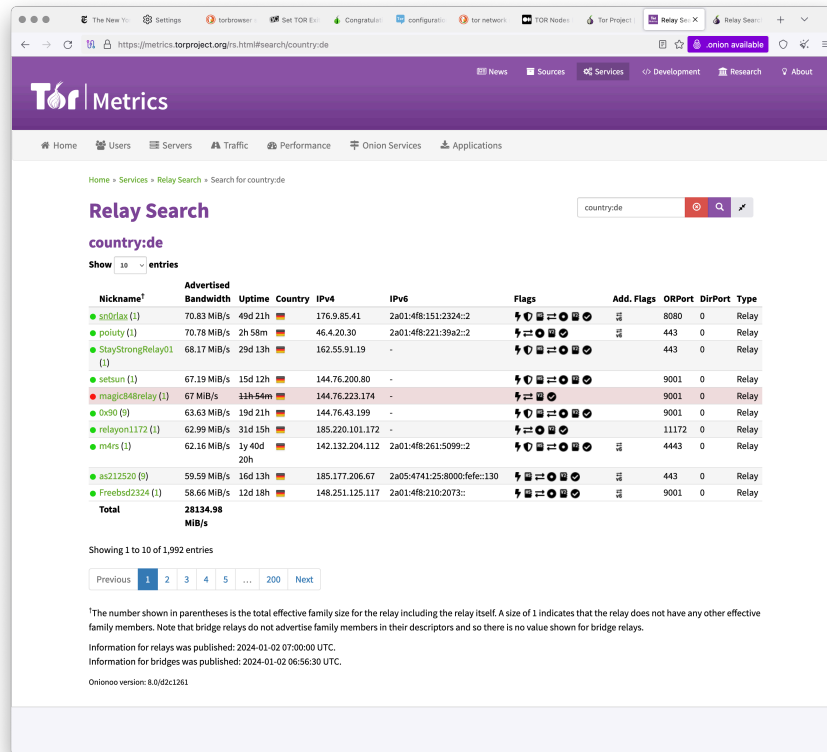 The New Yo
Settings
torbrowser s
Set TOR Exit
Congratulat
configuratio
tor network
TOR Nodes
Tor Project |
Relay Sea
Relay Search
https://metrics.torproject.org/rs.html#search/country:de
.onion available
News
Sources
Services
</> Development
Research
About
Tor | Metrics
Home
Users
Servers
Traffic
Performance
Onion Services
Applications
Home » Services » Relay Search » Search for country:de
Relay Search
country:de
country:de
Show 10 entries
Advertised
Nickname† Bandwidth Uptime Country IPv4 IPv6 Flags Add. Flags ORPort DirPort Type
sn0rlax (1) 70.83 MiB/s 49d 21h 176.9.85.41 2a01:4f8:151:2324::2 8080 0 Relay
poiuty (1) 70.78 MiB/s 2h 58m 46.4.20.30 2a01:4f8:221:39a2::2 443 0 Relay
StayStrongRelay01 68.17 MiB/s 29d 13h 162.55.91.19 - 443 0 Relay
(1)
setsun (1) 67.19 MiB/s 15d 12h 144.76.200.80 - 9001 0 Relay
magic848relay (1) 67 MiB/s 11h 54m 144.76.223.174 - 9001 0 Relay
0x90 (9) 63.63 MiB/s 19d 21h 144.76.43.199 - 9001 0 Relay
relayon1172 (1) 62.99 MiB/s 31d 15h 185.220.101.172 - 11172 0 Relay
m4rs (1) 62.16 MiB/s 1y 40d 142.132.204.112 2a01:4f8:261:5099::2 4443 0 Relay
20h
as212520 (9) 59.59 MiB/s 16d 13h 185.177.206.67 2a05:4741:25:8000:fefe::130 443 0 Relay
Freebsd2324 (1) 58.66 MiB/s 12d 18h 148.251.125.117 2a01:4f8:210:2073:: 9001 0 Relay
Total 28134.98
MiB/s
Showing 1 to 10 of 1,992 entries
Previous 1 2 3 4 5 … 200 Next
†The number shown in parentheses is the total effective family size for the relay including the relay itself. A size of 1 indicates that the relay does not have any other effective
family members. Note that bridge relays do not advertise family members in their descriptors and so there is no value shown for bridge relays.
Information for relays was published: 2024-01-02 07:00:00 UTC.
Information for bridges was published: 2024-01-02 06:56:30 UTC.
Onionoo version: 8.0/d2c1261